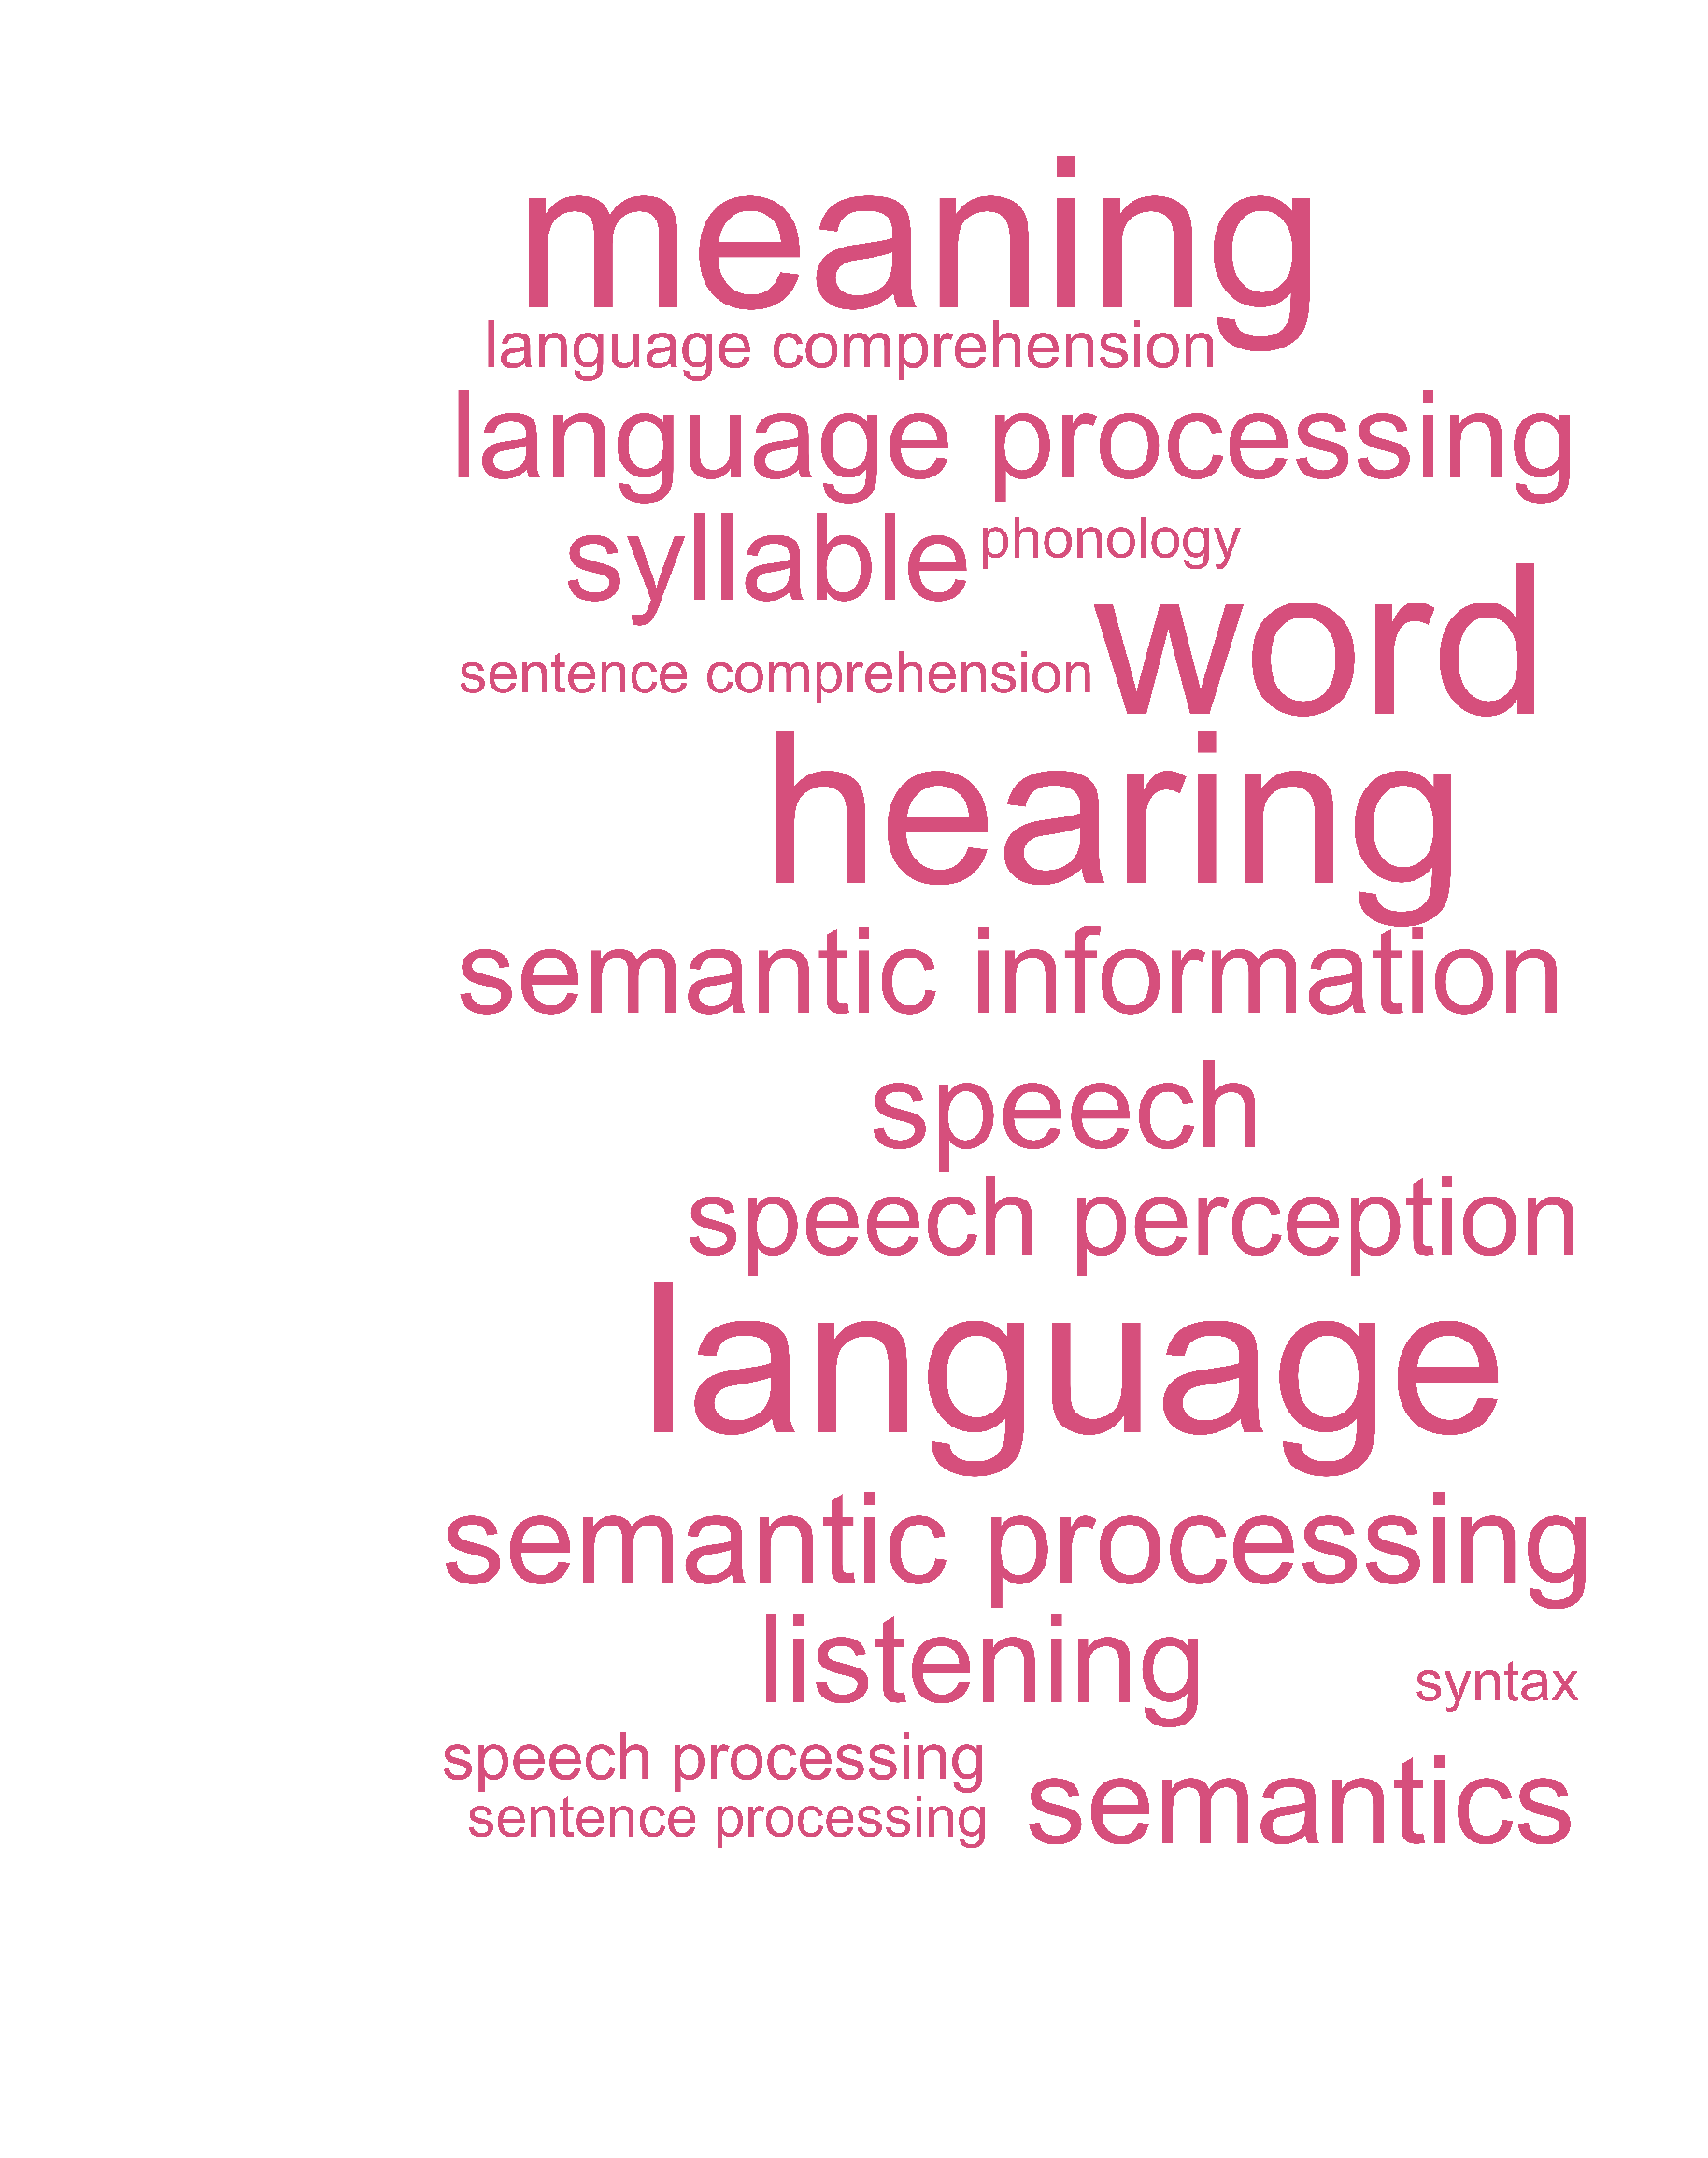 meaning
language comprehension
language processing
syllable phonology
word
sentence comprehension
hearing
semantic information
speech
speech perception
language
semantic processing
listening
syntax
speech processing
semantics
sentence processing